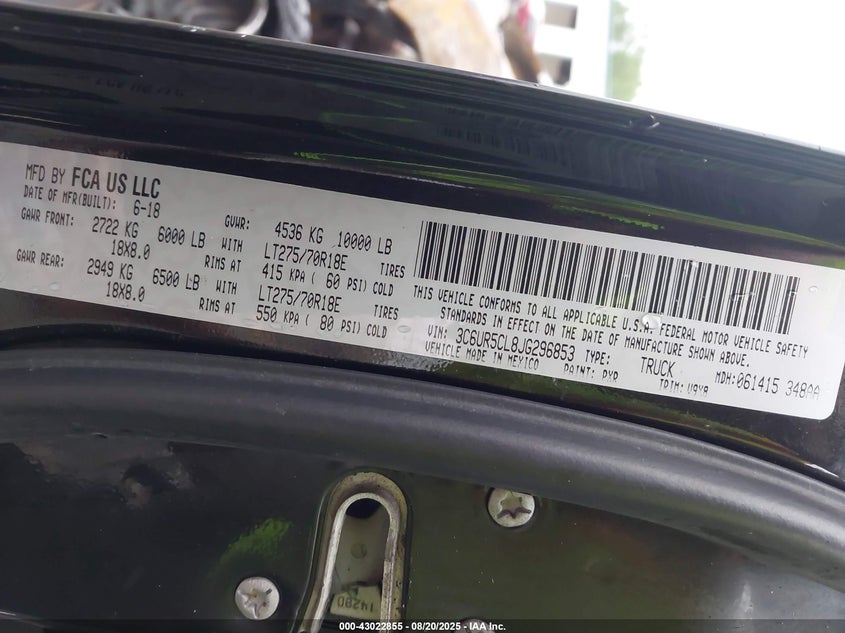 MFD BY FCA US LLC
DATE OF MFR(BUILT): 6-18 GVWR: 4536 KG 10000 LB
GAWR FRONT: 2722 KG 6000 LB WITH LT275/70R18E TIRES
18X8.0 RIMS AT 415 KPA ( 60 PSI) COLD
GAWR REAR: 2949 KG 6500 LB WITH LT275/70R18E TIRES
18X8.0 RIMS AT 550 KPA ( 80 PSI) COLD
THIS VEHICLE CONFORMS TO ALL APPLICABLE U.S.A. FEDERAL MOTOR VEHICLE SAFETY
STANDARDS IN EFFECT ON THE DATE OF MANUFACTURE SHOWN ABOVE.
VIN: 3C6UR5CL8JG296853 TYPE: TRUCK MDH:061415 348AA
VEHICLE MADE IN MEXICO PAINT: PXR TRIM: V9X8
14280
000-43022855 - 08/20/2025 - IAA Inc.